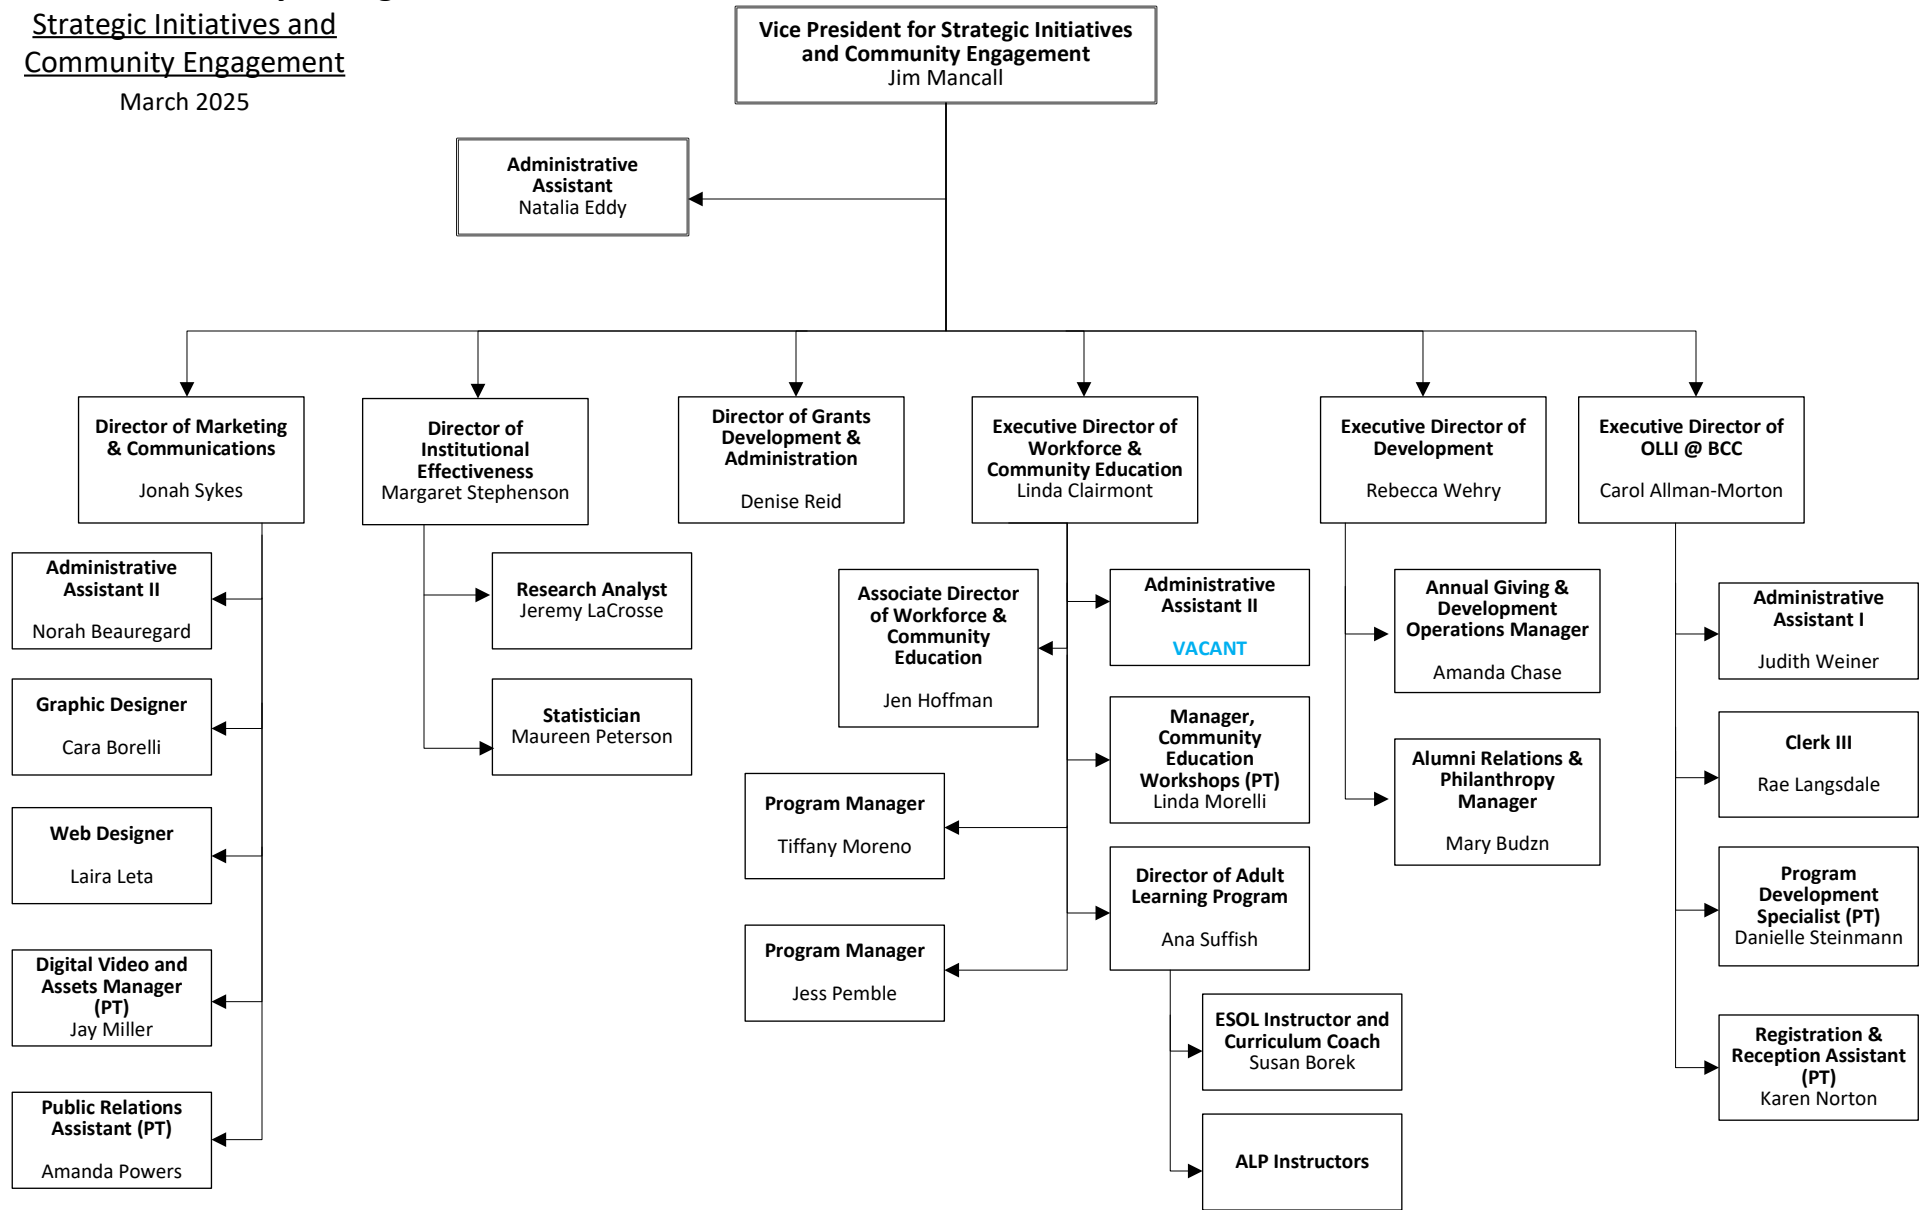 Strategic Initiatives and
Community Engagement
March 2025
Vice President for Strategic Initiatives
and Community Engagement
Jim Mancall
Administrative
Assistant
Natalia Eddy
Director of Marketing
& Communications
Jonah Sykes
Director of
Institutional
Effectiveness
Margaret Stephenson
Director of Grants
Development &
Administration
Denise Reid
Executive Director of
Workforce &
Community Education
Linda Clairmont
Executive Director of
Development
Rebecca Wehry
Executive Director of
OLLI @ BCC
Carol Allman-Morton
Administrative
Assistant II
Norah Beauregard
Graphic Designer
Cara Borelli
Web Designer
Laira Leta
Digital Video and
Assets Manager
(PT)
Jay Miller
Public Relations
Assistant (PT)
Amanda Powers
Research Analyst
Jeremy LaCrosse
Statistician
Maureen Peterson
Associate Director
of Workforce &
Community
Education
Jen Hoffman
Program Manager
Tiffany Moreno
Program Manager
Jess Pemble
Administrative
Assistant II
VACANT
Manager,
Community
Education
Workshops (PT)
Linda Morelli
Director of Adult
Learning Program
Ana Suffish
ESOL Instructor and
Curriculum Coach
Susan Borek
ALP Instructors
Annual Giving &
Development
Operations Manager
Amanda Chase
Alumni Relations &
Philanthropy
Manager
Mary Budzn
Administrative
Assistant I
Judith Weiner
Clerk III
Rae Langsdale
Program
Development
Specialist (PT)
Danielle Steinmann
Registration &
Reception Assistant
(PT)
Karen Norton